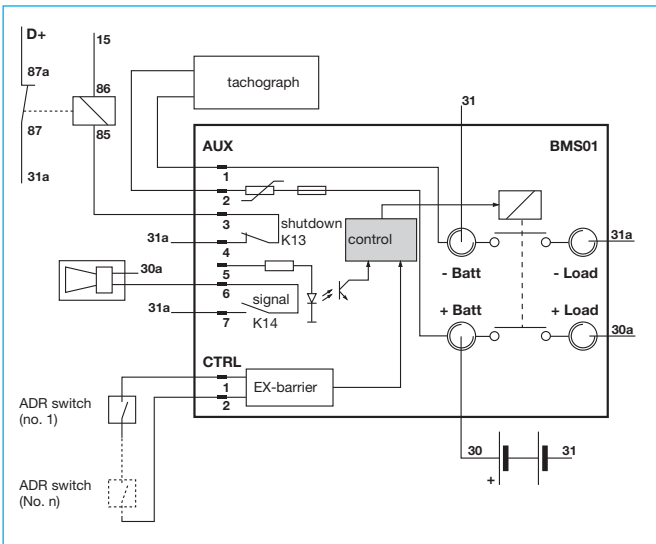 D+
15
87a
86
tachograph
87
85
31
AUX
BMS01
31a
1
2
3
shutdown
K13
control
31a
4
31a
5
- Batt
- Load
30a
6
signal
+ Batt
+ Load
31a
7
K14
30a
CTRL
1
EX-barrier
2
ADR switch
(no. 1)
30
31
+
ADR switch
(No. n)